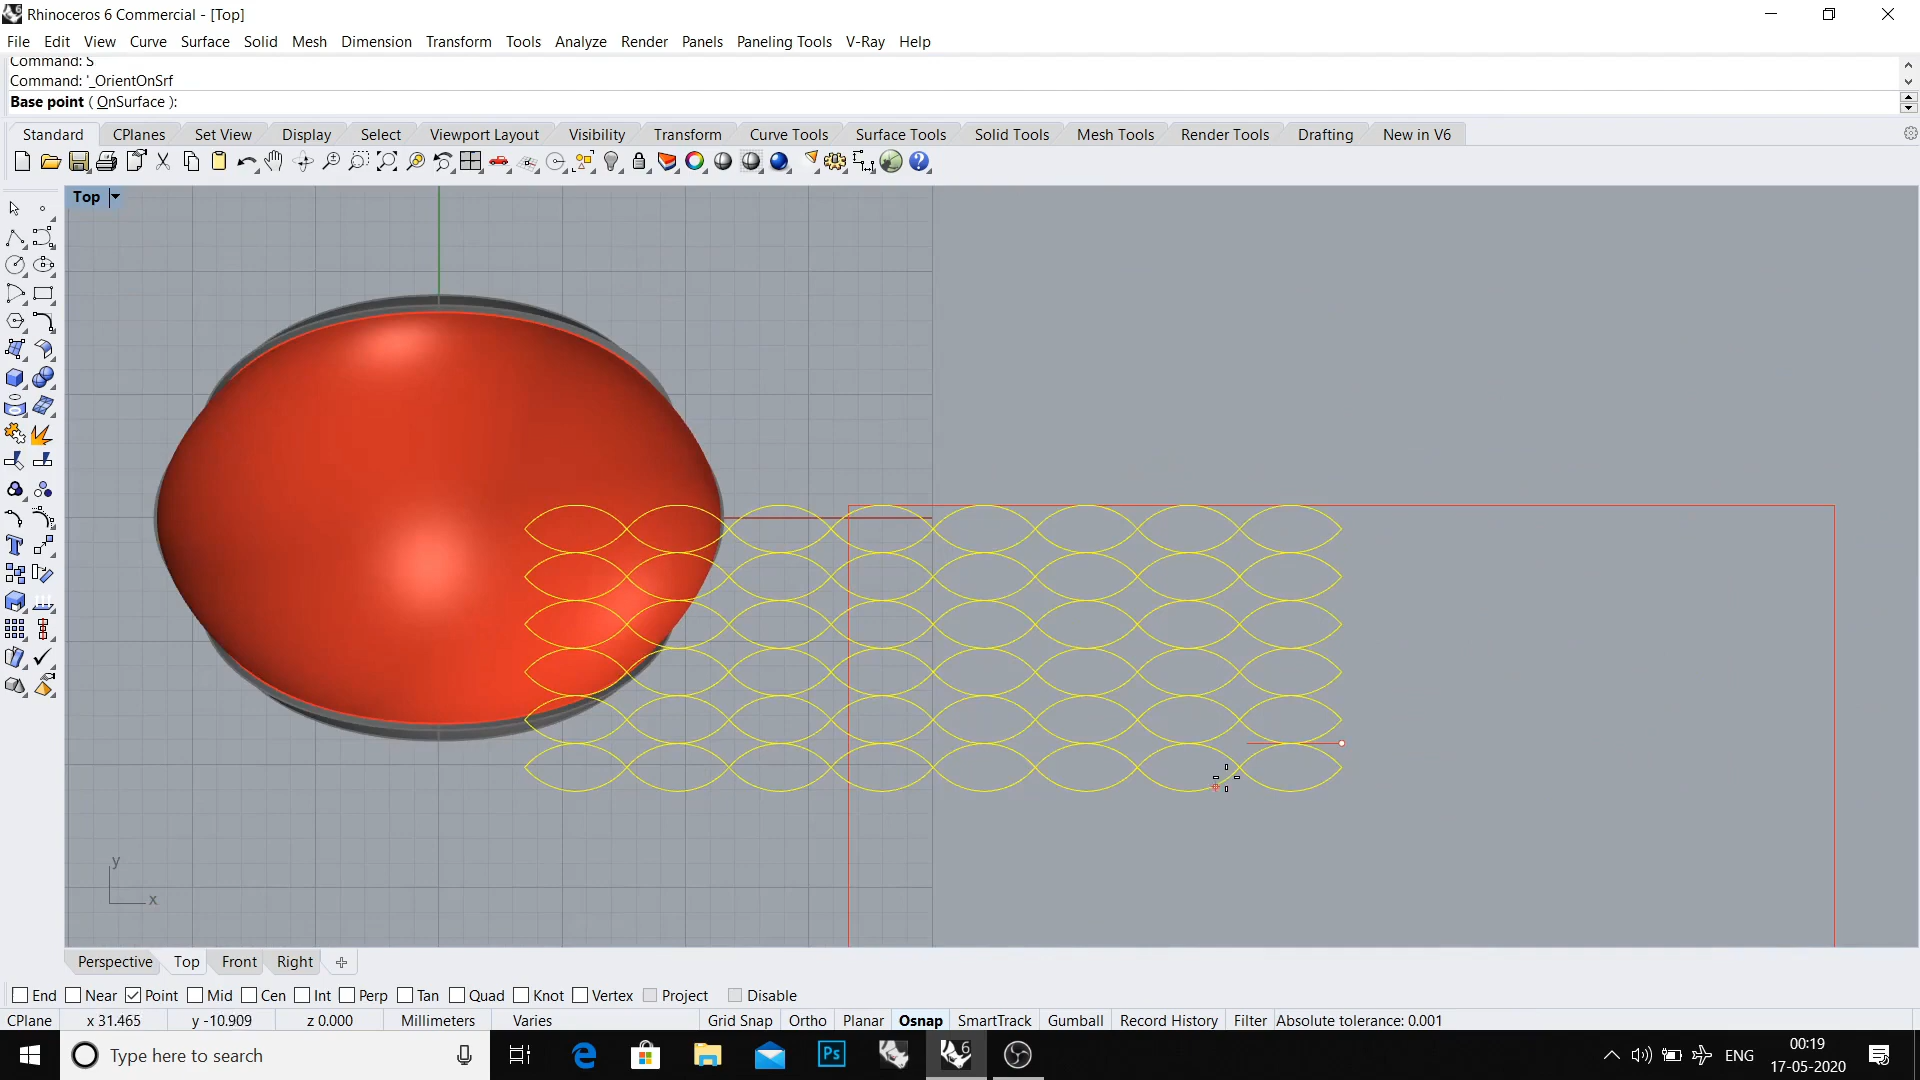 Rhinoceros 6 Commercial - [Top]
File Edit View Curve Surface Solid Mesh Dimension Transform Tools Analyze Render Panels Paneling Tools V-Ray Help
Command: S
Command: '_OrientOnSrf
Base point ( OnSurface ):
Standard CPlanes Set View Display Select Viewport Layout Visibility Transform Curve Tools Surface Tools Solid Tools Mesh Tools Render Tools Drafting New in V6
Top
y
x
Perspective Top Front Right
End Near Point Mid Cen Int Perp Tan Quad Knot Vertex Project Disable
CPlane x 31.465 y -10.909 z 0.000 Millimeters Varies Grid Snap Ortho Planar Osnap SmartTrack Gumball Record History Filter Absolute tolerance: 0.001
Type here to search
Ps
6
ENG
00:19
17-05-2020